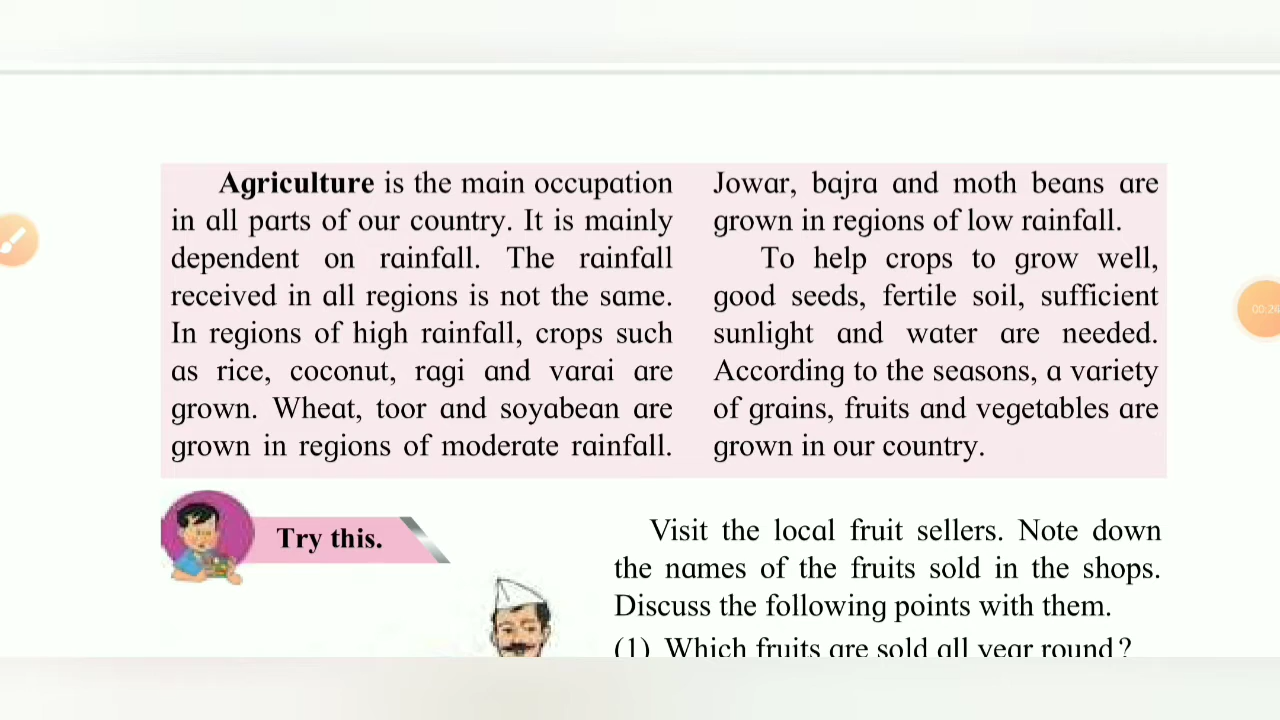 Agriculture is the main occupation
in all parts of our country. It is mainly
dependent on rainfall. The rainfall
received in all regions is not the same.
In regions of high rainfall, crops such
as rice, coconut, ragi and varai are
grown. Wheat, toor and soyabean are
grown in regions of moderate rainfall.
Jowar, bajra and moth beans are
grown in regions of low rainfall.
To help crops to grow well,
good seeds, fertile soil, sufficient
sunlight and water are needed.
According to the seasons, a variety
of grains, fruits and vegetables are
grown in our country.
Try this.
Visit the local fruit sellers. Note down
the names of the fruits sold in the shops.
Discuss the following points with them.
(1) Which fruits are sold all year round?
00:26